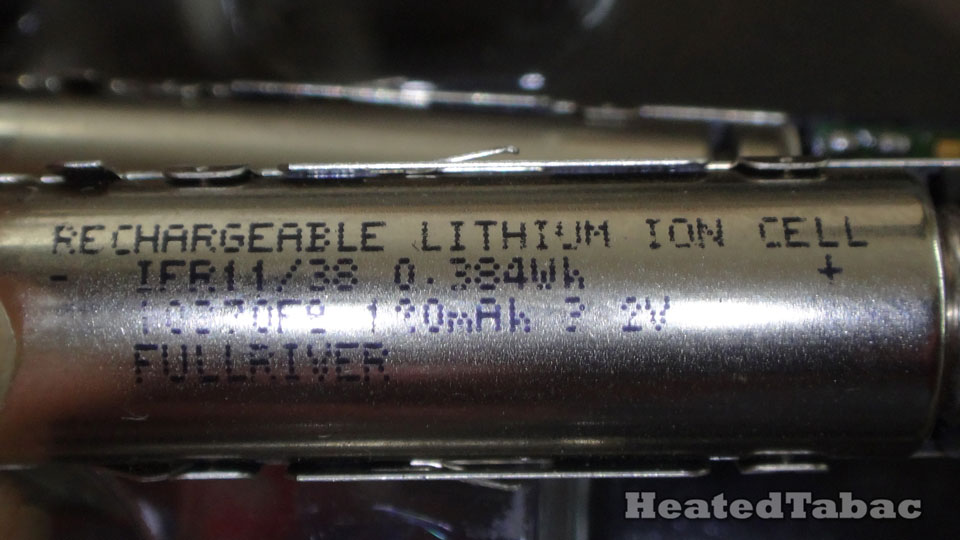 RECHARGEABLE LITHIUM ION CELL
- IFR11/38 0.384Wh +
120mAh 3.2V
FULLRIVER
HeatedTabac